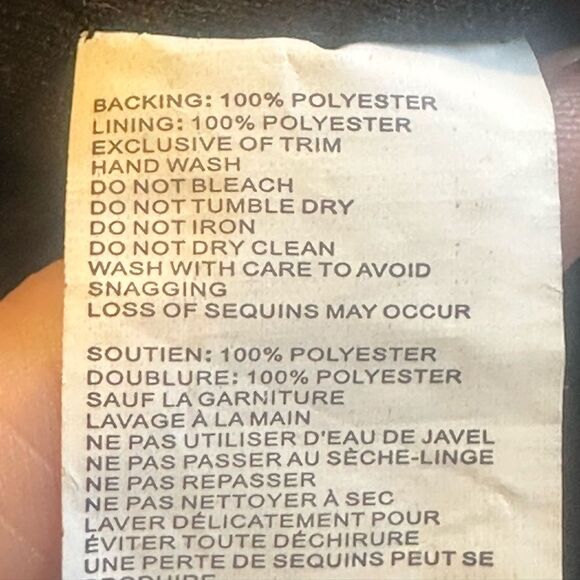 BACKING: 100% POLYESTER
LINING: 100% POLYESTER
EXCLUSIVE OF TRIM
HAND WASH
DO NOT BLEACH
DO NOT TUMBLE DRY
DO NOT IRON
DO NOT DRY CLEAN
WASH WITH CARE TO AVOID
SNAGGING
LOSS OF SEQUINS MAY OCCUR
SOUTIEN: 100% POLYESTER
DOUBLURE: 100% POLYESTER
SAUF LA GARNITURE
LAVAGE À LA MAIN
NE PAS UTILISER D'EAU DE JAVEL
NE PAS PASSER AU SÈCHE-LINGE
NE PAS REPASSER
NE PAS NETTOYER À SEC
LAVER DÉLICATEMENT POUR
ÉVITER TOUTE DÉCHIRURE
UNE PERTE DE SEQUINS PEUT SE